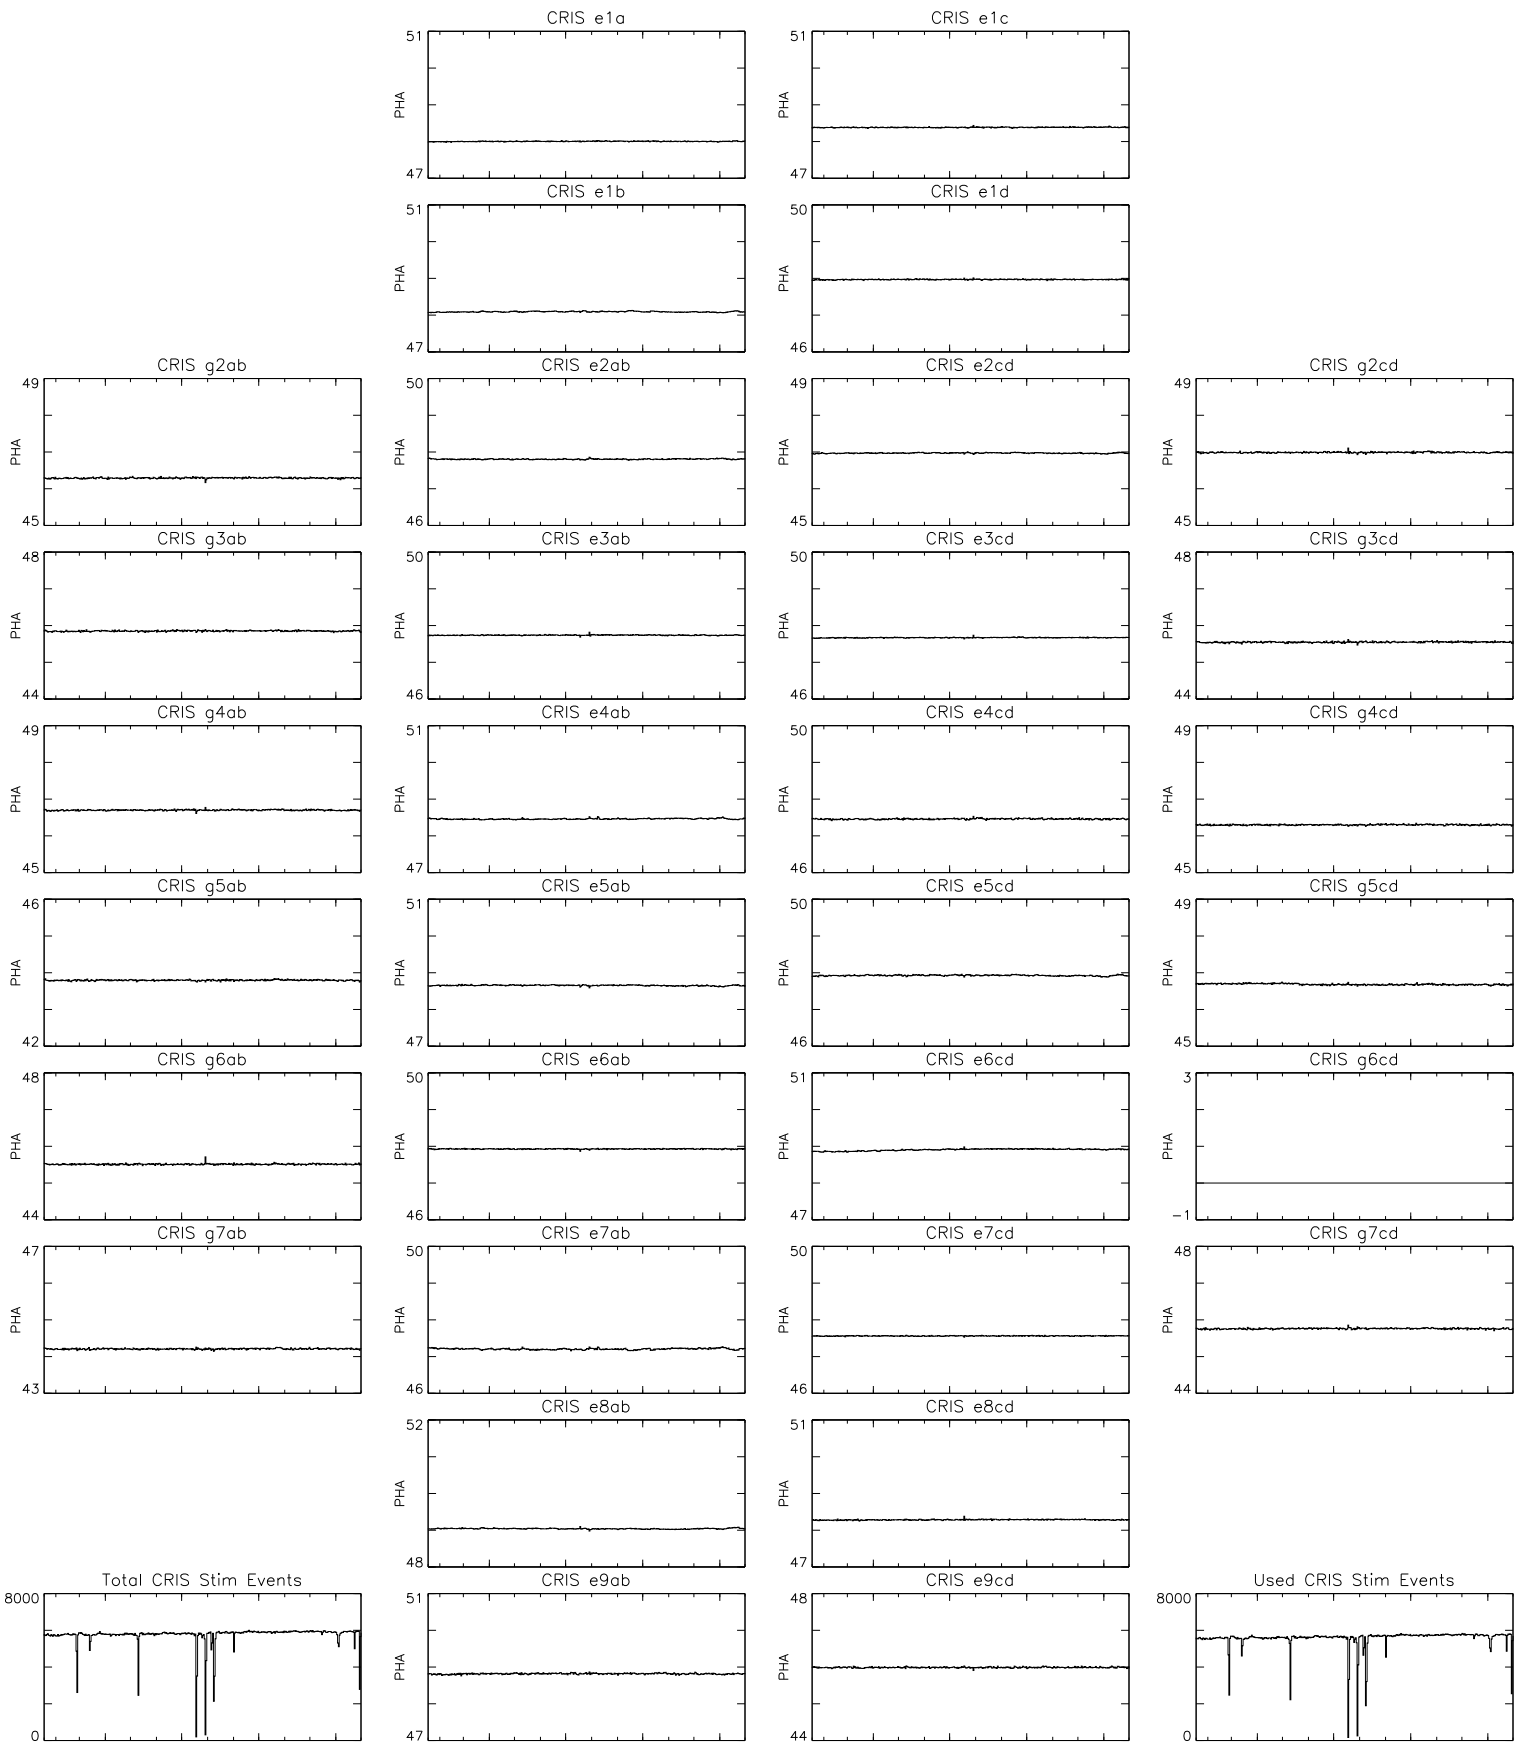 CRIS e1a
CRIS e1c
51
PHA
47
51
PHA
47
CRIS e1b
CRIS e1d
51
PHA
47
50
PHA
46
CRIS g2ab
CRIS e2ab
CRIS e2cd
CRIS g2cd
49
PHA
45
50
PHA
46
49
PHA
45
49
PHA
45
CRIS g3ab
CRIS e3ab
CRIS e3cd
CRIS g3cd
48
PHA
44
50
PHA
46
50
PHA
46
48
PHA
44
CRIS g4ab
CRIS e4ab
CRIS e4cd
CRIS g4cd
49
PHA
45
51
PHA
47
50
PHA
46
49
PHA
45
CRIS g5ab
CRIS e5ab
CRIS e5cd
CRIS g5cd
46
PHA
42
51
PHA
47
50
PHA
46
49
PHA
45
CRIS g6ab
CRIS e6ab
CRIS e6cd
CRIS g6cd
48
PHA
44
50
PHA
46
51
PHA
47
3
PHA
-1
CRIS g7ab
CRIS e7ab
CRIS e7cd
CRIS g7cd
47
PHA
43
50
PHA
46
50
PHA
46
48
PHA
44
CRIS e8ab
CRIS e8cd
52
PHA
48
51
PHA
47
Total CRIS Stim Events
CRIS e9ab
CRIS e9cd
Used CRIS Stim Events
8000
0
51
PHA
47
48
PHA
44
8000
0